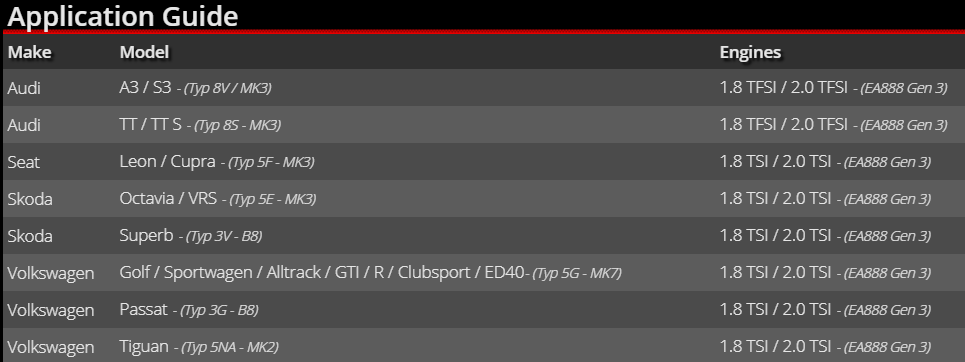 Application Guide
Make Model Engines
Audi A3 / S3 - (Typ 8V / MK3) 1.8 TFSI / 2.0 TFSI - (EA888 Gen 3)
Audi TT / TT S - (Typ 8S - MK3) 1.8 TFSI / 2.0 TFSI - (EA888 Gen 3)
Seat Leon / Cupra - (Typ 5F - MK3) 1.8 TSI / 2.0 TSI - (EA888 Gen 3)
Skoda Octavia / VRS - (Typ 5E - MK3) 1.8 TSI / 2.0 TSI - (EA888 Gen 3)
Skoda Superb - (Typ 3V - B8) 1.8 TSI / 2.0 TSI - (EA888 Gen 3)
Volkswagen Golf / Sportwagen / Alltrack / GTI / R / Clubsport / ED40- (Typ 5G - MK7) 1.8 TSI / 2.0 TSI - (EA888 Gen 3)
Volkswagen Passat - (Typ 3G - B8) 1.8 TSI / 2.0 TSI - (EA888 Gen 3)
Volkswagen Tiguan - (Typ 5NA - MK2) 1.8 TSI / 2.0 TSI - (EA888 Gen 3)